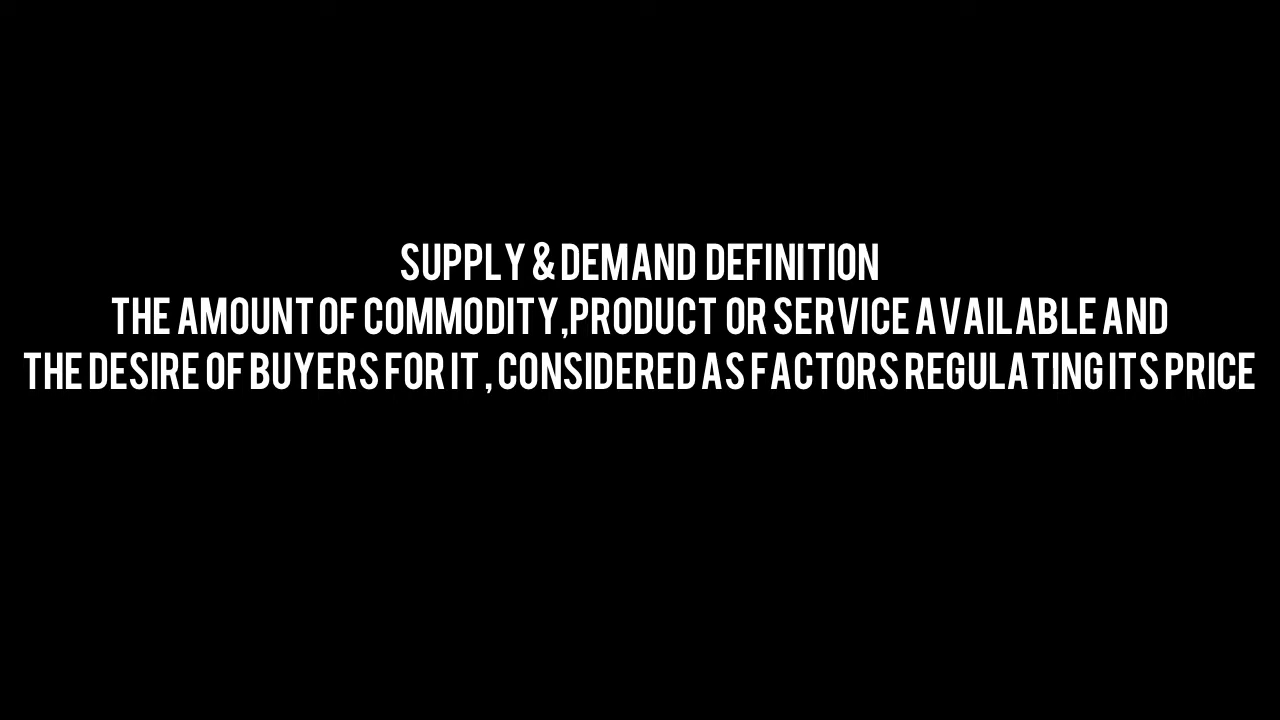 SUPPLY & DEMAND DEFINITION
THE AMOUNT OF COMMODITY,PRODUCT OR SERVICE AVAILABLE AND
THE DESIRE OF BUYERS FOR IT , CONSIDERED AS FACTORS REGULATING ITS PRICE